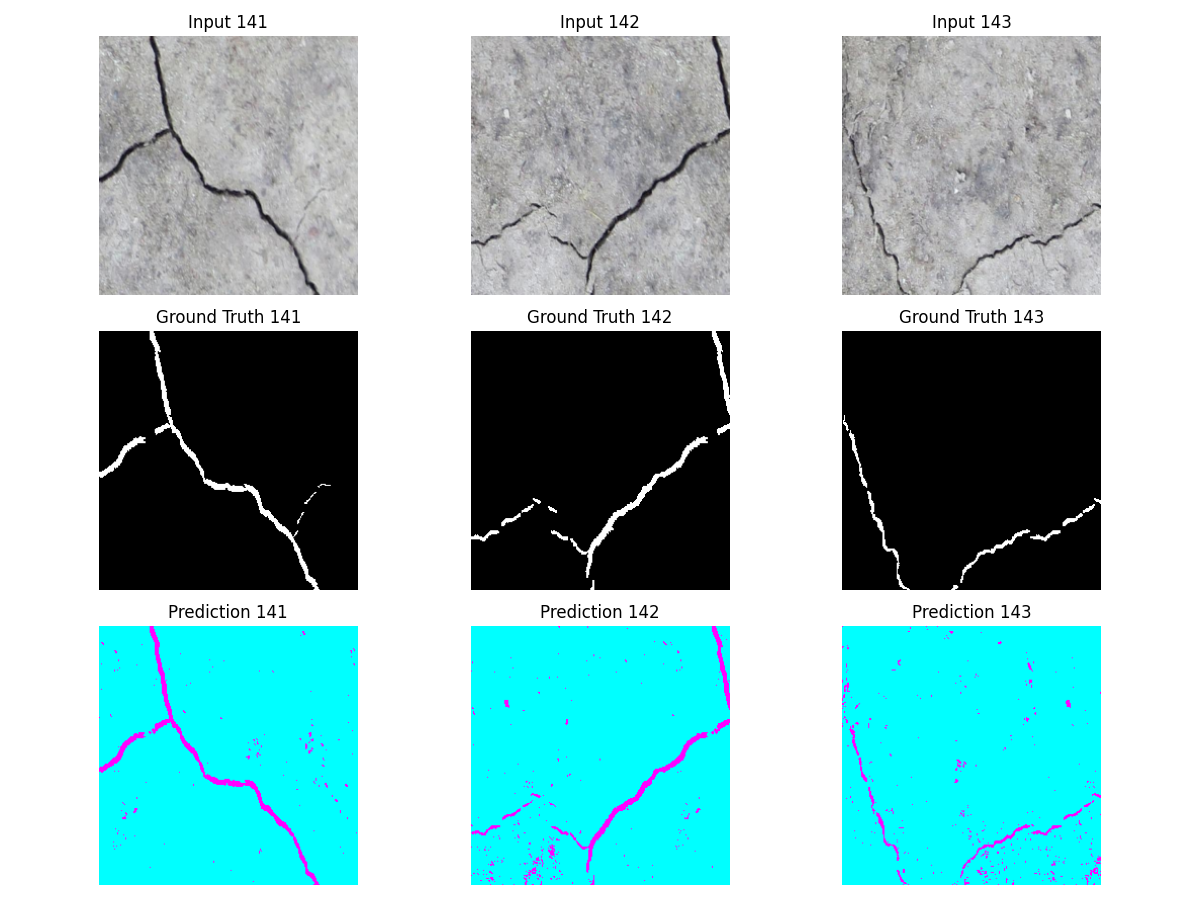 Input 141
Input 142
Input 143
Ground Truth 141
Ground Truth 142
Ground Truth 143
Prediction 141
Prediction 142
Prediction 143